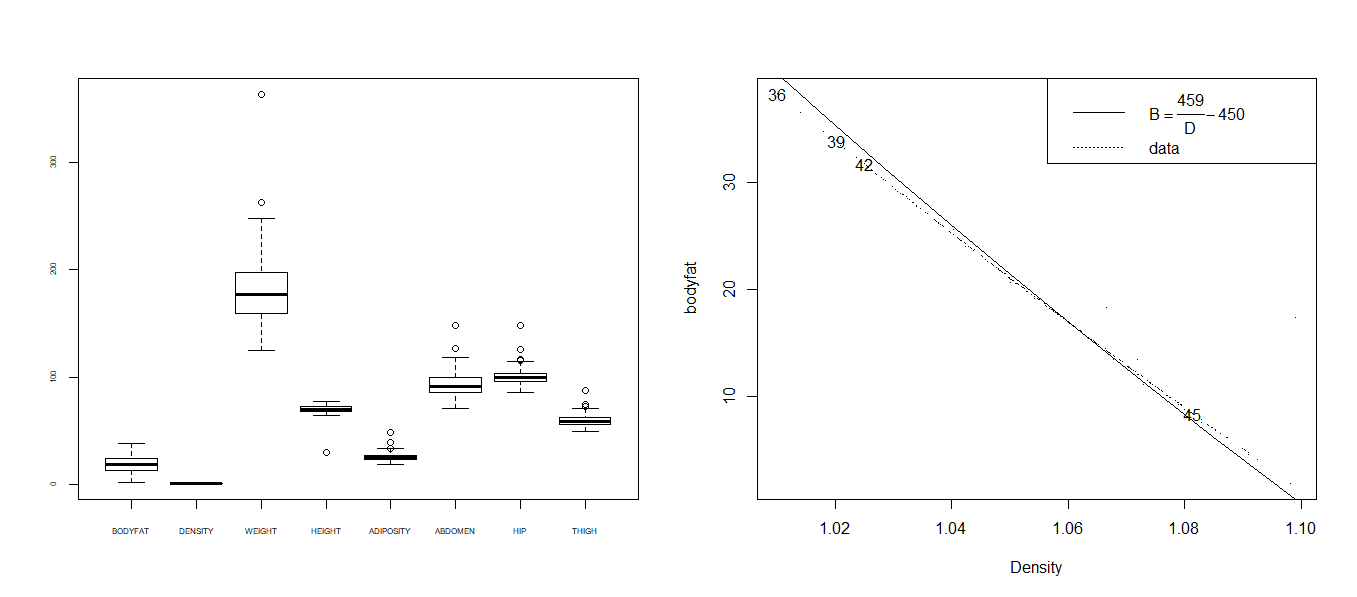 300
200
100
0
BODYFAT DENSITY WEIGHT HEIGHT ADIPOSITY ABDOMEN HIP THIGH
36
39
42
45
B = 459/D − 450
data
bodyfat
30
20
10
1.02 1.04 1.06 1.08 1.10
Density